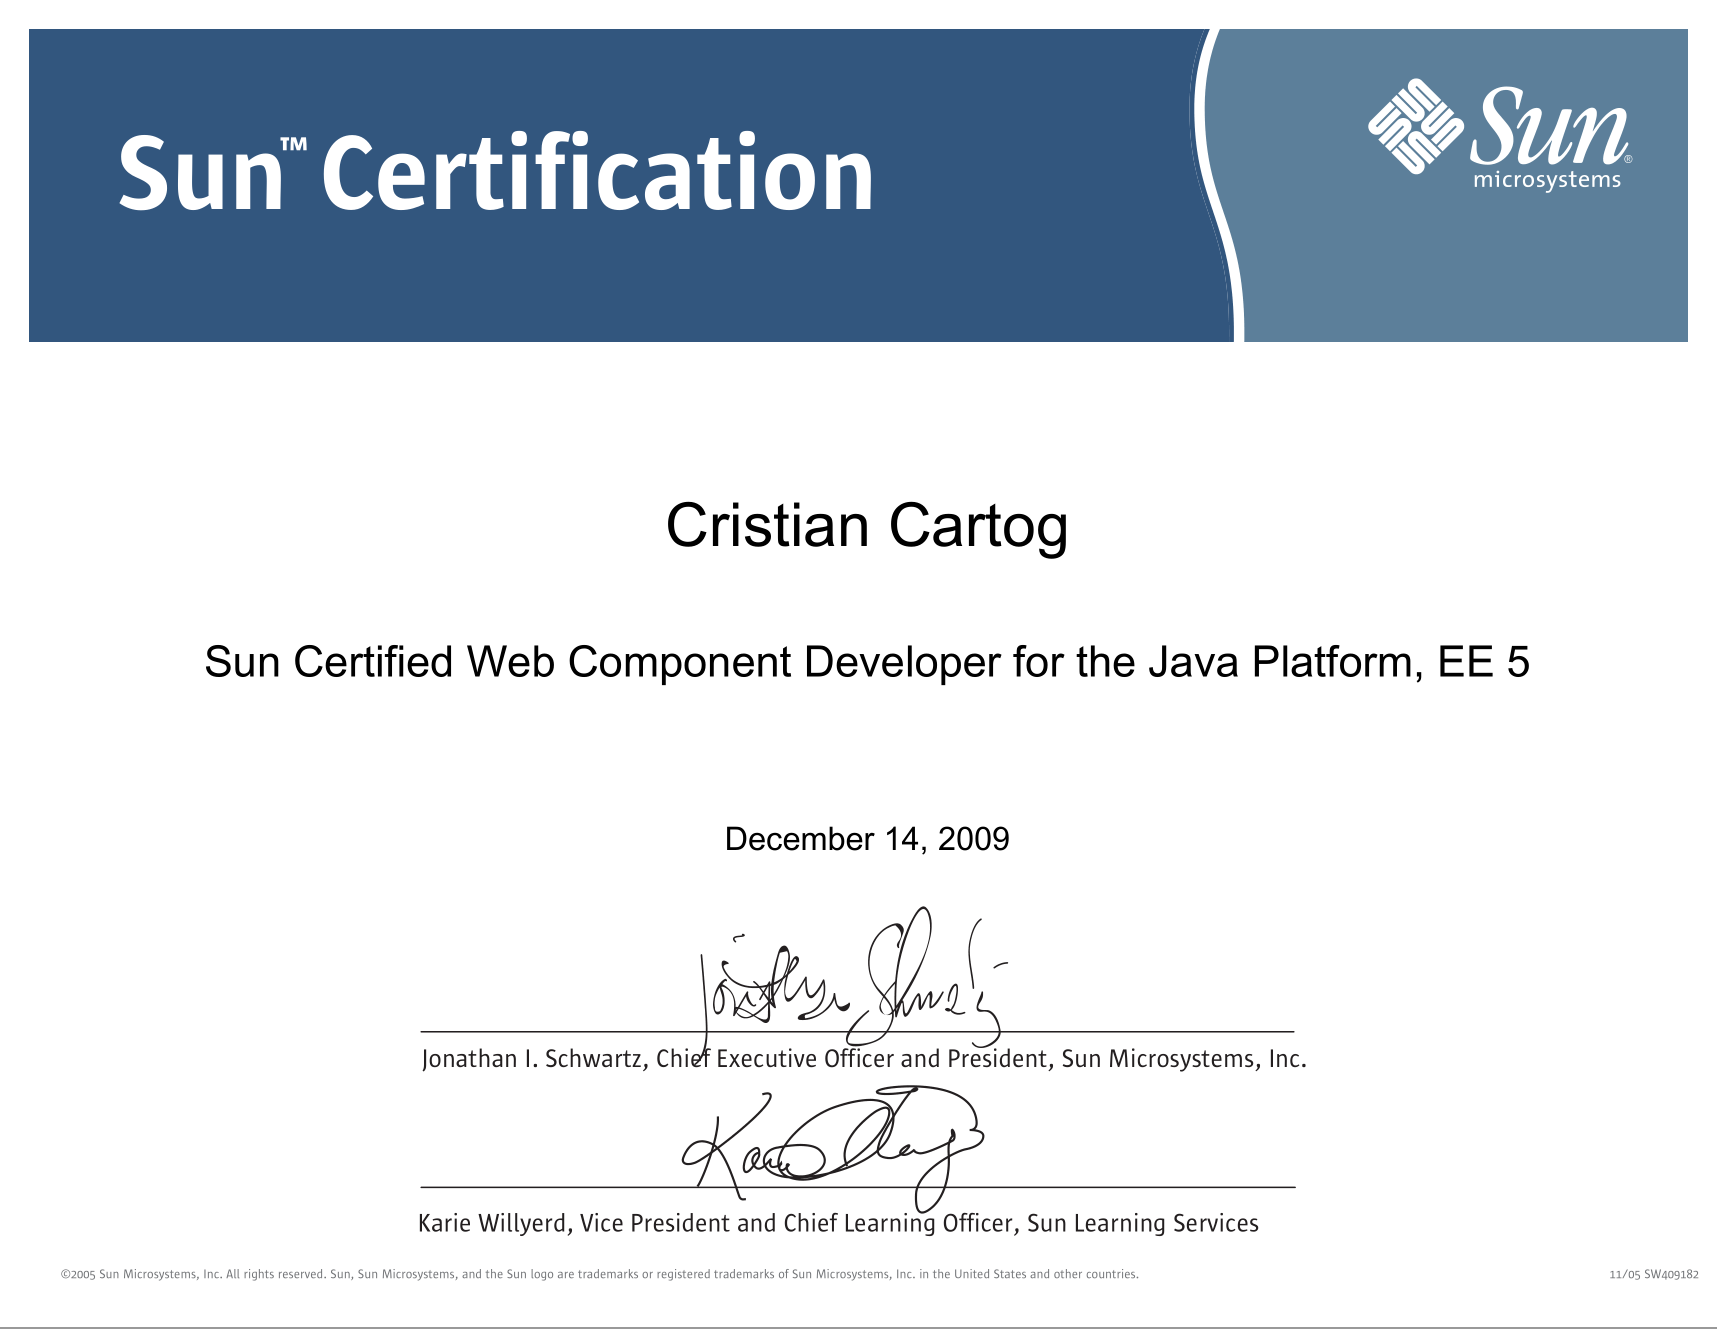 Sun™ Certification
Sun®
microsystems
Cristian Cartog
Sun Certified Web Component Developer for the Java Platform, EE 5
December 14, 2009
Jonathan I. Schwartz, Chief Executive Officer and President, Sun Microsystems, Inc.
Karie Willyerd, Vice President and Chief Learning Officer, Sun Learning Services
©2005 Sun Microsystems, Inc. All rights reserved. Sun, Sun Microsystems, and the Sun logo are trademarks or registered trademarks of Sun Microsystems, Inc. in the United States and other countries.
11/05 SW409182